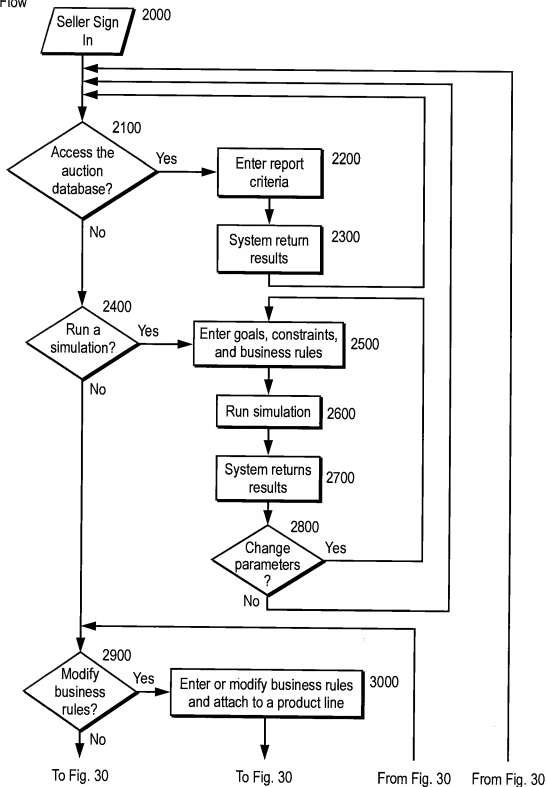 Flow
Seller Sign
In
2000
2100
Access the
auction
database?
Yes
Enter report
criteria
2200
System return
results
2300
No
2400
Run a
simulation?
Yes
Enter goals, constraints,
and business rules
2500
No
Run simulation
2600
System returns
results
2700
2800
Change
parameters
?
Yes
No
2900
Modify
business
rules?
Yes
Enter or modify business rules
and attach to a product line
3000
No
To Fig. 30
To Fig. 30
From Fig. 30
From Fig. 30